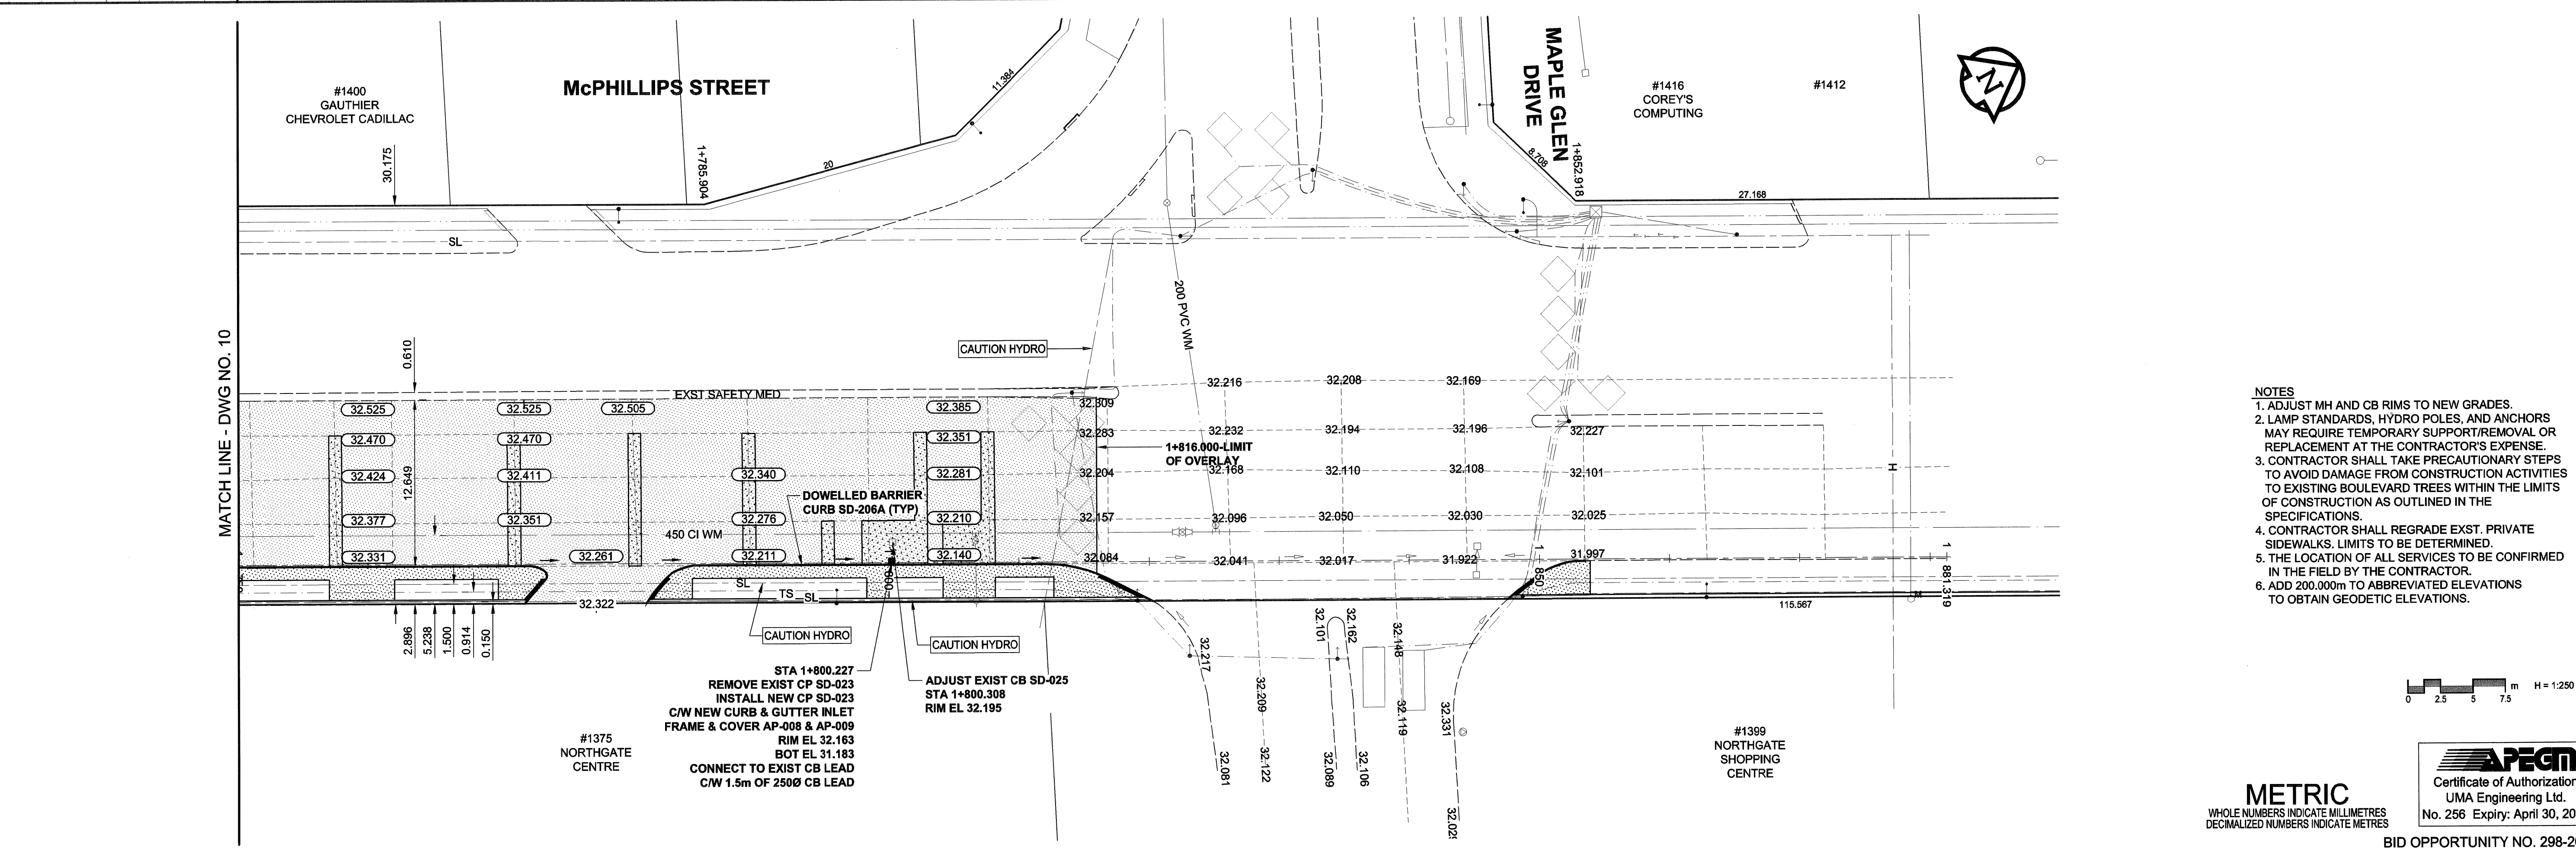 #1400
GAUTHIER
CHEVROLET CADILLAC
McPHILLIPS STREET
30.175
1+785.904
20
11.384
MAPLE GLEN
DRIVE
8.708
1+852.918
#1416
COREY'S
COMPUTING
#1412
27.168
N
SL
200 PVC WM
MATCH LINE - DWG NO. 10
0.610
12.649
CAUTION HYDRO
EXST SAFETY MED
32.525
32.525
32.505
32.385
32.309
32.216
32.208
32.169
32.470
32.470
32.351
32.283
32.232
32.194
32.196
32.227
1+816.000-LIMIT
OF OVERLAY
32.424
32.411
32.340
32.281
32.204
32.168
32.110
32.108
32.101
H
DOWELLED BARRIER
CURB SD-206A (TYP)
32.377
32.351
32.276
32.210
32.157
32.096
32.050
32.030
32.025
450 CI WM
32.331
32.261
32.211
32.140
32.084
32.041
32.017
31.922
31.997
1
850
1
881.319
SL
TS
SL
32.322
115.567
2.896
5.238
1.500
0.914
0.150
CAUTION HYDRO
CAUTION HYDRO
STA 1+800.227
REMOVE EXIST CP SD-023
INSTALL NEW CP SD-023
C/W NEW CURB & GUTTER INLET
FRAME & COVER AP-008 & AP-009
RIM EL 32.163
BOT EL 31.183
CONNECT TO EXIST CB LEAD
C/W 1.5m OF 250Ø CB LEAD
ADJUST EXIST CB SD-025
STA 1+800.308
RIM EL 32.195
32.217
32.209
32.101
32.162
32.148
32.119
32.331
32.081
32.122
32.089
32.106
#1375
NORTHGATE
CENTRE
#1399
NORTHGATE
SHOPPING
CENTRE
NOTES
1. ADJUST MH AND CB RIMS TO NEW GRADES.
2. LAMP STANDARDS, HYDRO POLES, AND ANCHORS
MAY REQUIRE TEMPORARY SUPPORT/REMOVAL OR
REPLACEMENT AT THE CONTRACTOR'S EXPENSE.
3. CONTRACTOR SHALL TAKE PRECAUTIONARY STEPS
TO AVOID DAMAGE FROM CONSTRUCTION ACTIVITIES
TO EXISTING BOULEVARD TREES WITHIN THE LIMITS
OF CONSTRUCTION AS OUTLINED IN THE
SPECIFICATIONS.
4. CONTRACTOR SHALL REGRADE EXST. PRIVATE
SIDEWALKS. LIMITS TO BE DETERMINED.
5. THE LOCATION OF ALL SERVICES TO BE CONFIRMED
IN THE FIELD BY THE CONTRACTOR.
6. ADD 200.000m TO ABBREVIATED ELEVATIONS
TO OBTAIN GEODETIC ELEVATIONS.
0 2.5 5 7.5 m H = 1:250
METRIC
WHOLE NUMBERS INDICATE MILLIMETRES
DECIMALIZED NUMBERS INDICATE METRES
APEGM
Certificate of Authorization
UMA Engineering Ltd.
No. 256 Expiry: April 30, 20
BID OPPORTUNITY NO. 298-2